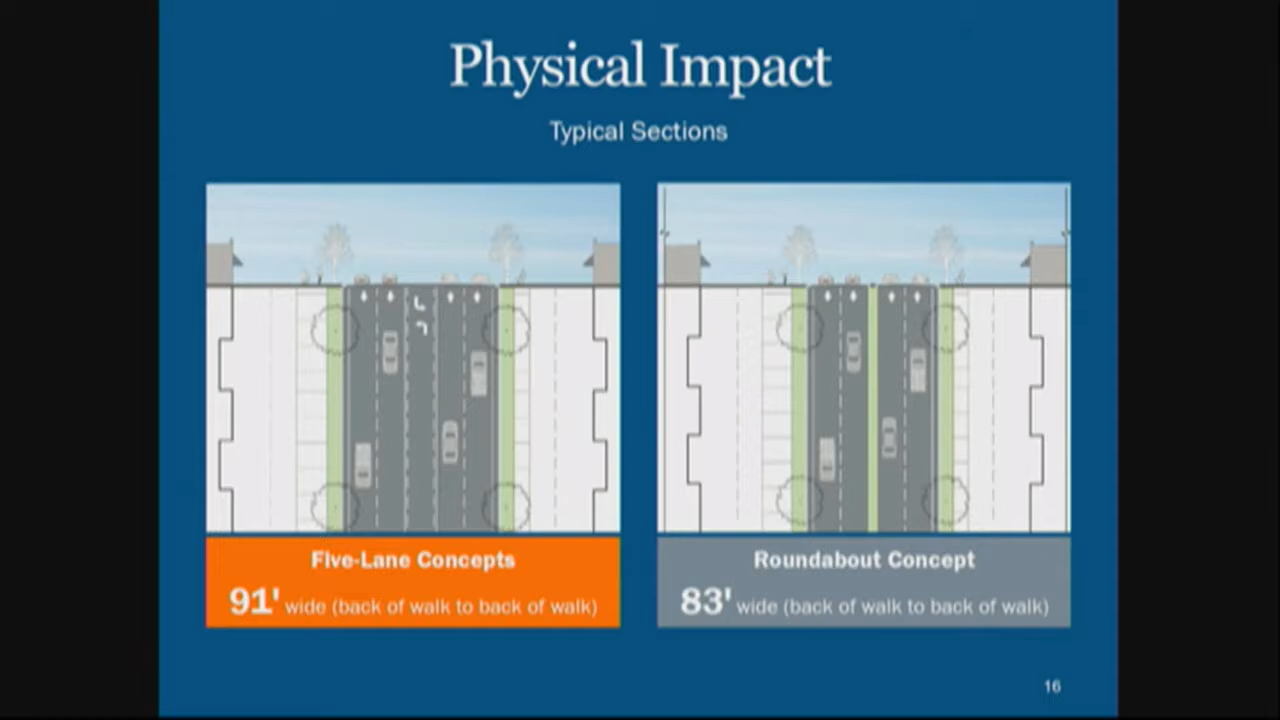 Physical Impact
Typical Sections
Five-Lane Concepts
91' wide (back of walk to back of walk)
Roundabout Concept
83' wide (back of walk to back of walk)
16